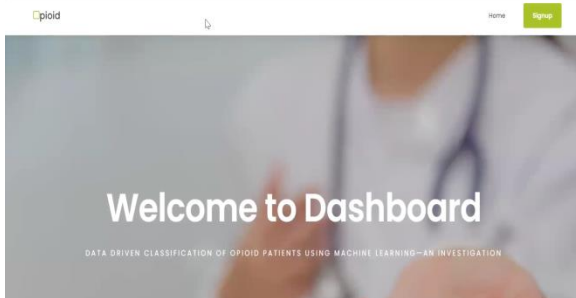 Opioid
Home
Signup
Welcome to Dashboard
DATA DRIVEN CLASSIFICATION OF OPIOID PATIENTS USING MACHINE LEARNING—AN INVESTIGATION